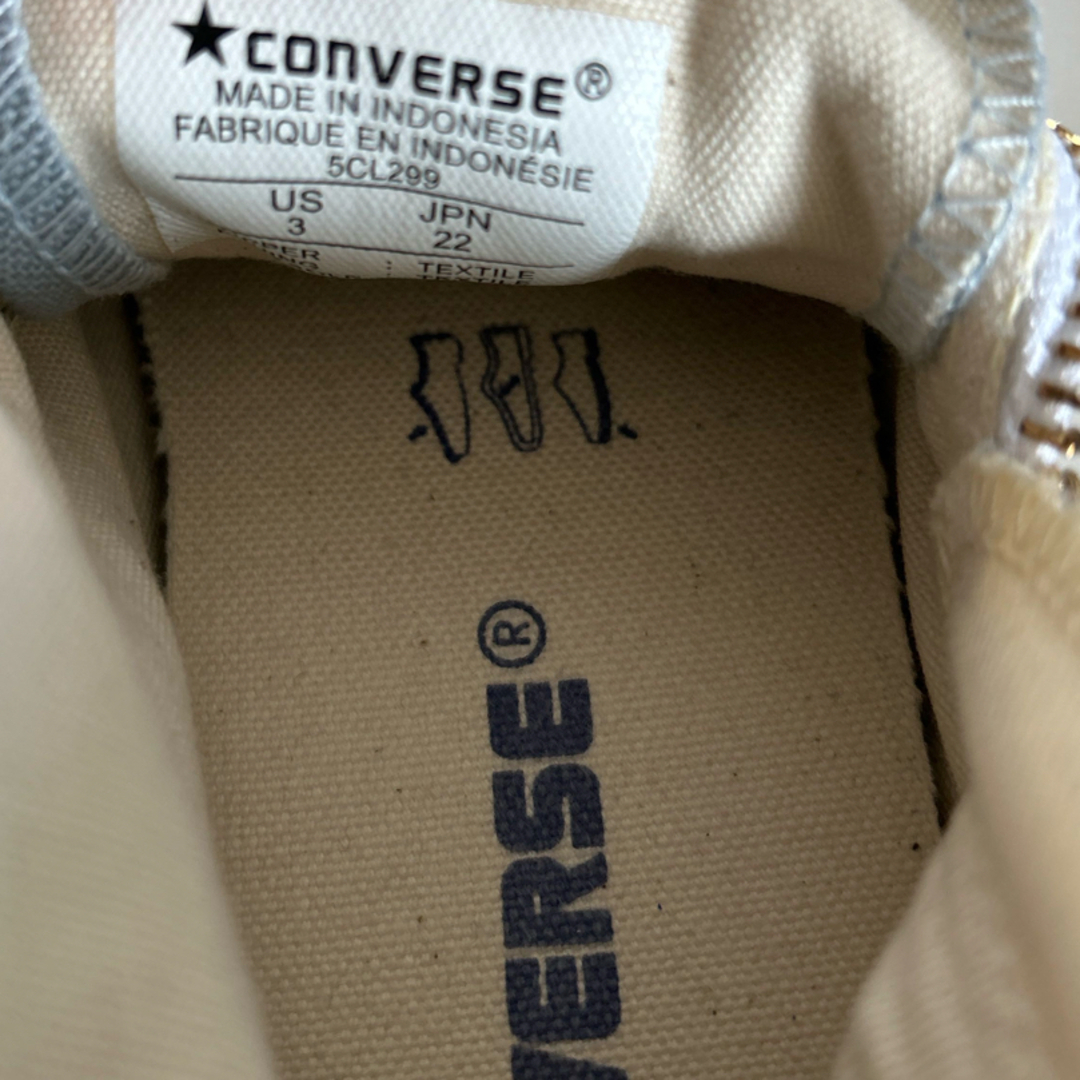 ★CONVERSE®
MADE IN INDONESIA
FABRIQUE EN INDONÉSIE
5CL299
US JPN
3 22
: TEXTILE
VERSE®